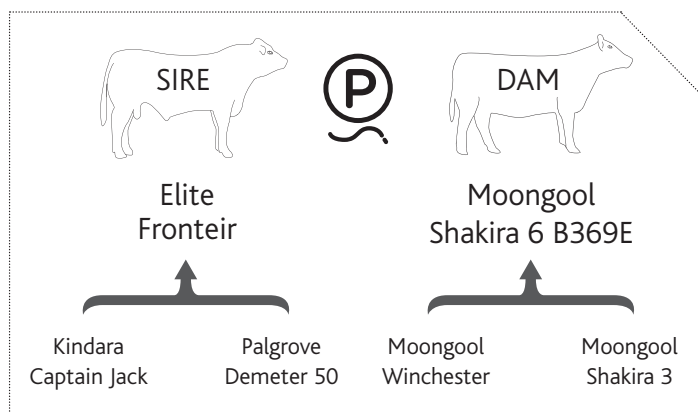 SIRE
P
DAM
Elite
Fronteir
Moongool
Shakira 6 B369E
Kindara
Captain Jack
Palgrove
Demeter 50
Moongool
Winchester
Moongool
Shakira 3